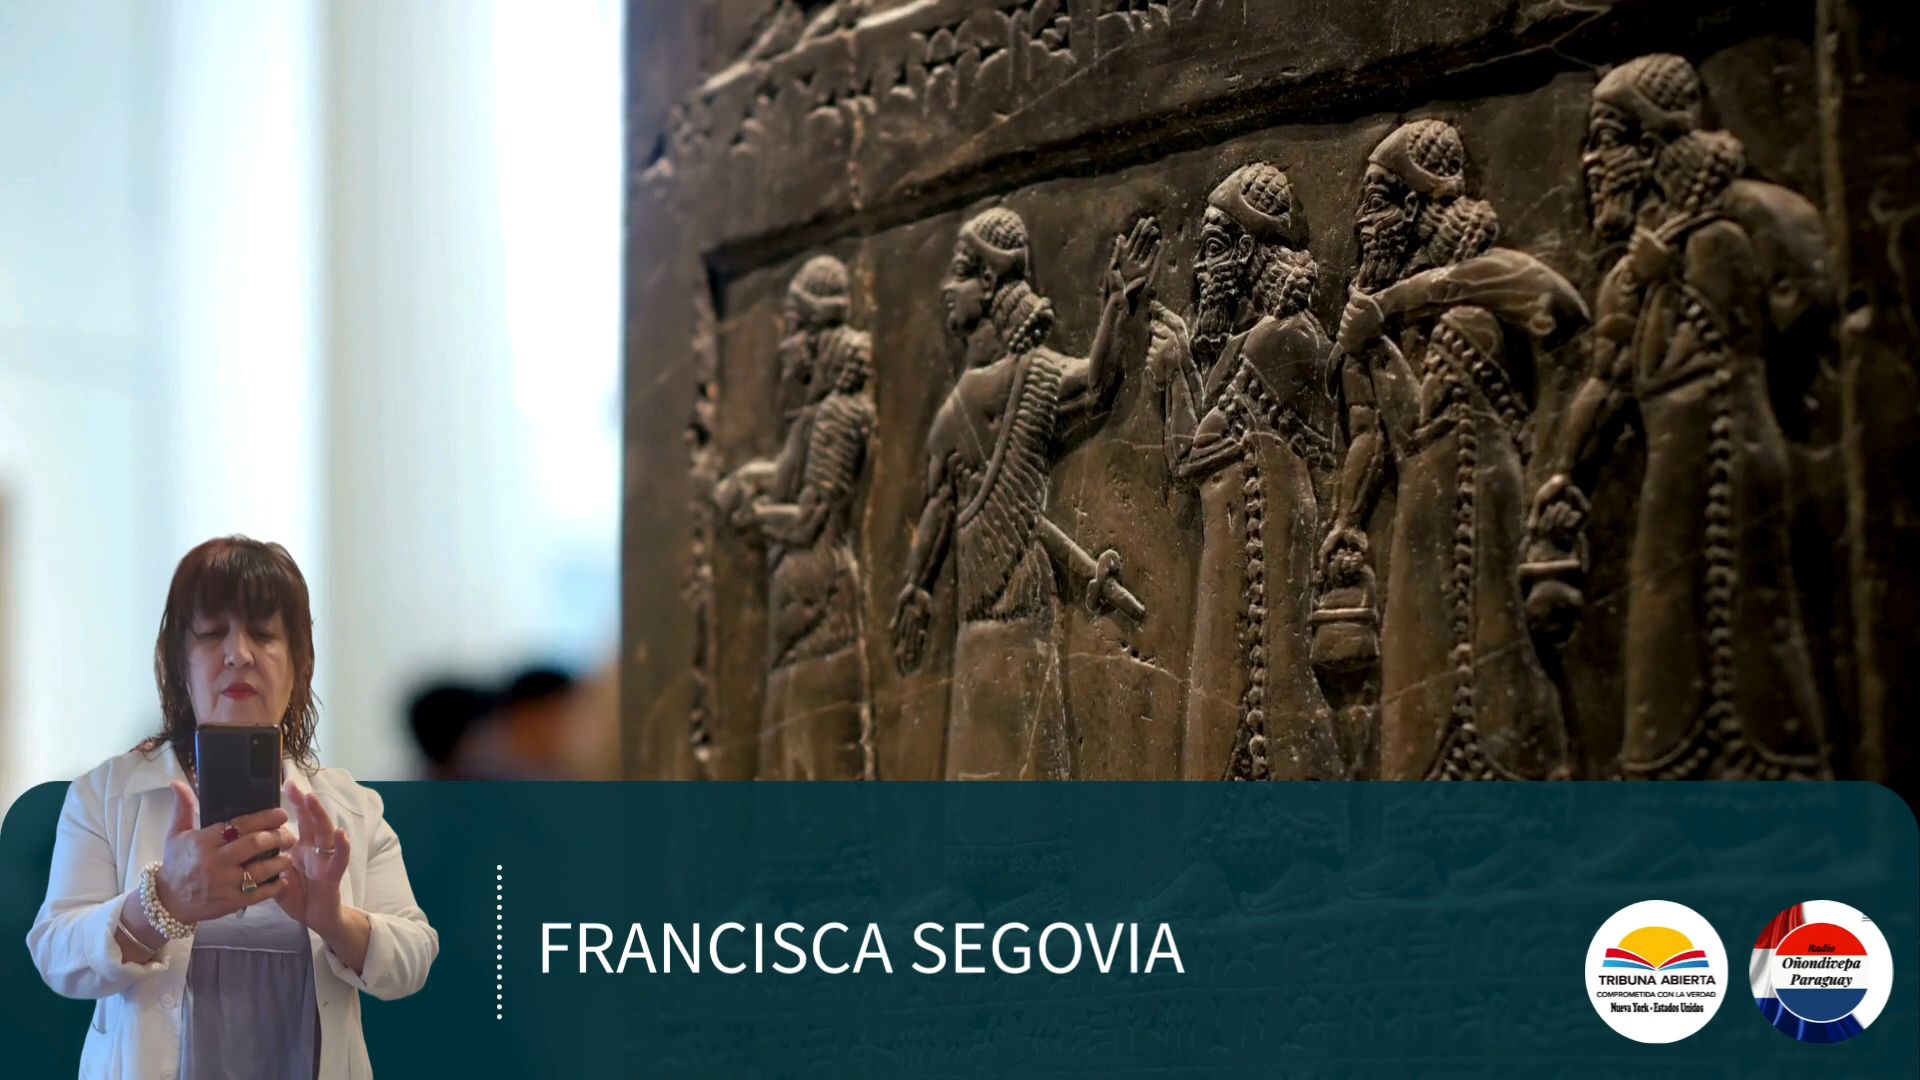 FRANCISCA SEGOVIA
TRIBUNA ABIERTA
COMPROMETIDA CON LA VERDAD
Nueva York - Estados Unidos
Radio
Oñondivepa
Paraguay